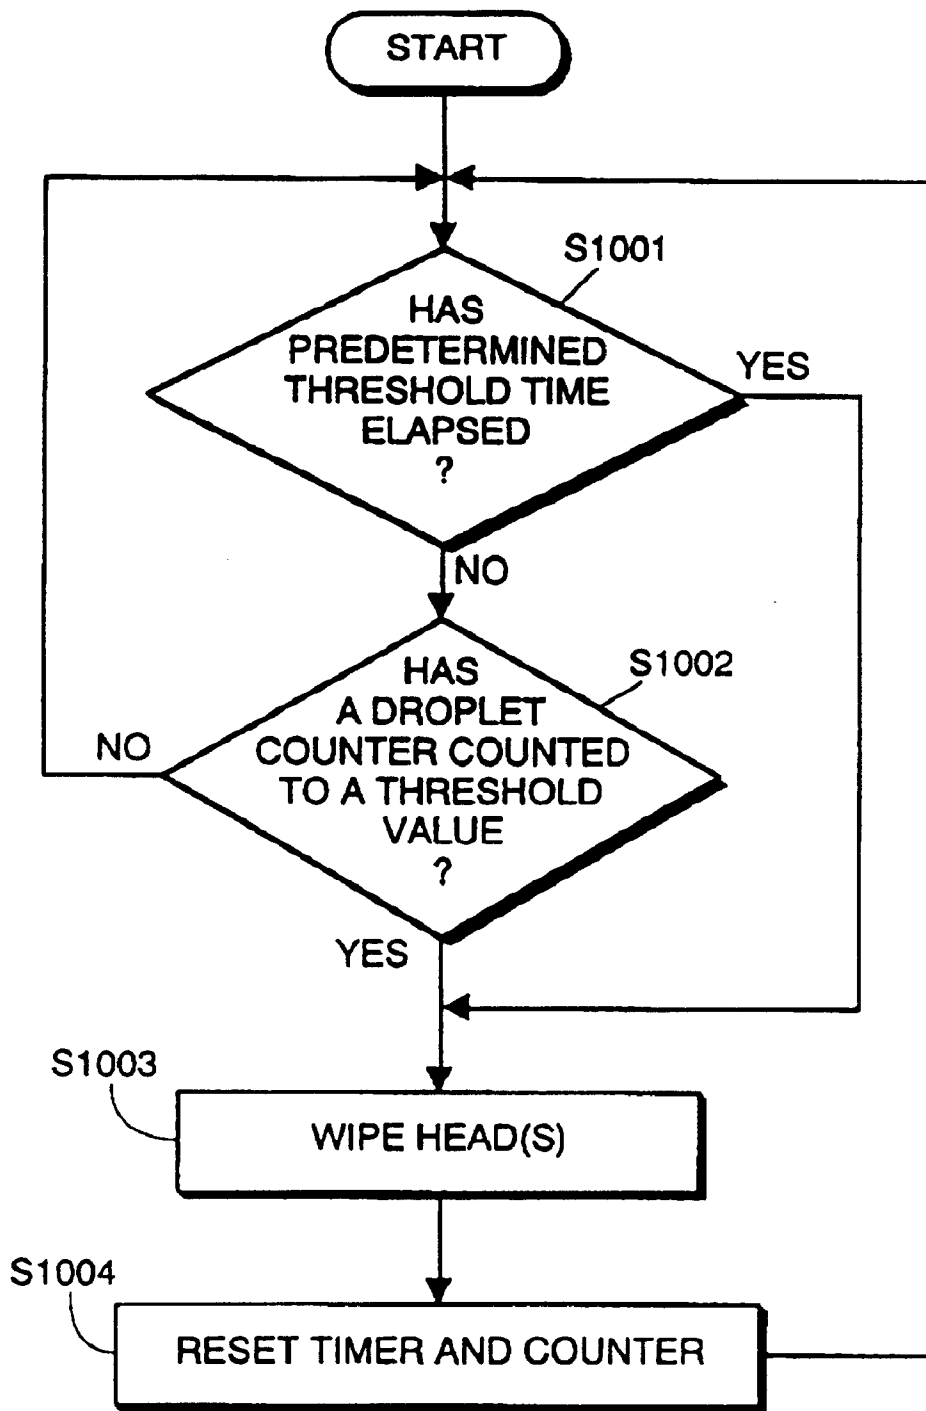 START
S1001
HAS
PREDETERMINED
THRESHOLD TIME
ELAPSED
?
YES
NO
S1002
HAS
A DROPLET
COUNTER COUNTED
TO A THRESHOLD
VALUE
?
NO
YES
S1003
WIPE HEAD(S)
S1004
RESET TIMER AND COUNTER